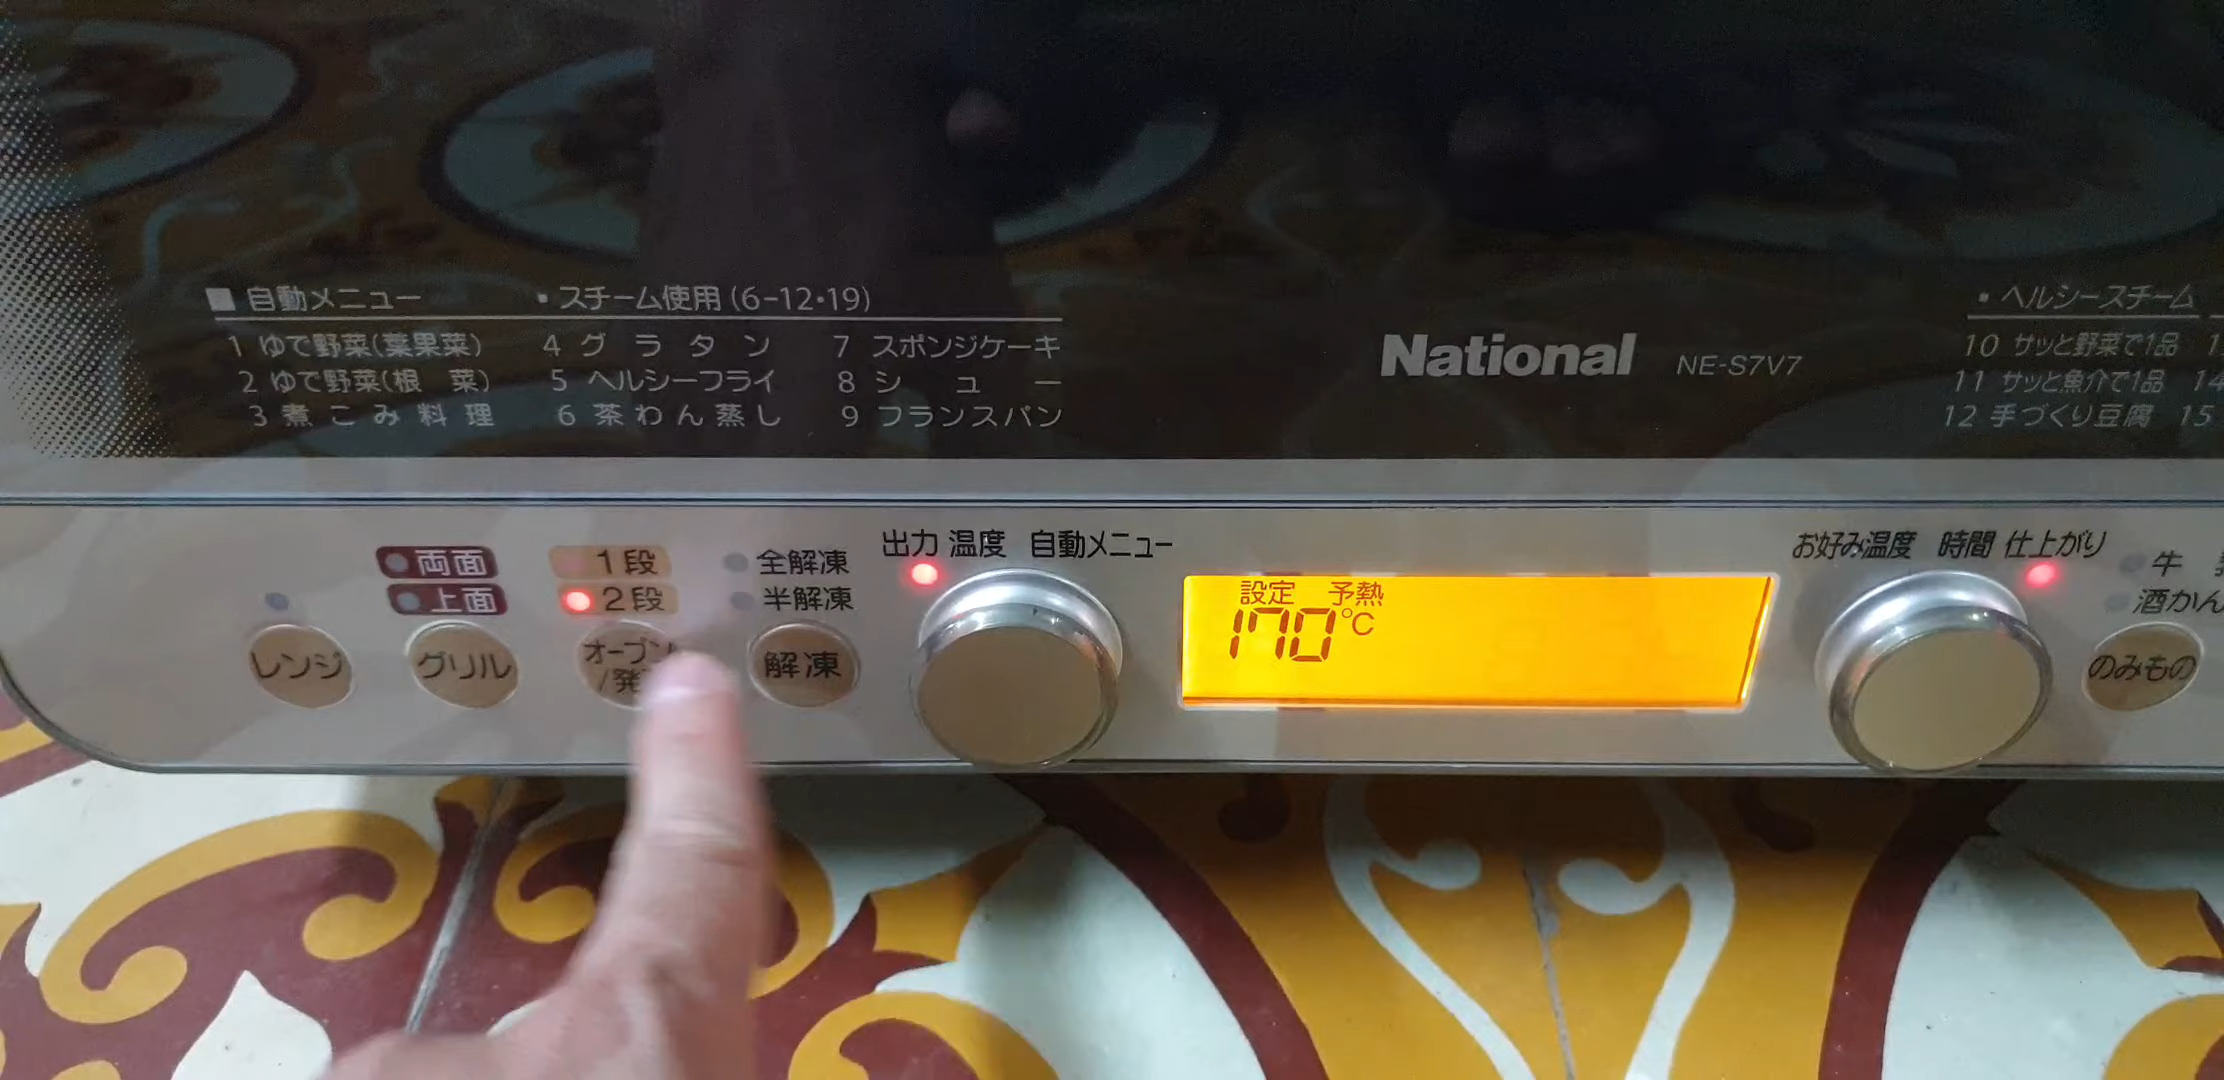 ■ 自動メニュー ・スチーム使用(6-12・19)
1 ゆで野菜(葉果菜) 4 グラタン 7 スポンジケーキ
2 ゆで野菜(根 菜) 5 ヘルシーフライ 8 シュー
3 煮こみ料理 6 茶わん蒸し 9 フランスパン
National NE-S7V7
・ヘルシースチーム
10 サッと野菜で1品
11 サッと魚介で1品 14
12 手づくり豆腐 15
両面
上面
1段
2段
全解凍
半解凍
レンジ
グリル
オーブン
/発
解凍
出力 温度 自動メニュー
設定 予熱
170℃
お好み温度 時間 仕上がり
牛
酒かん
のみもの